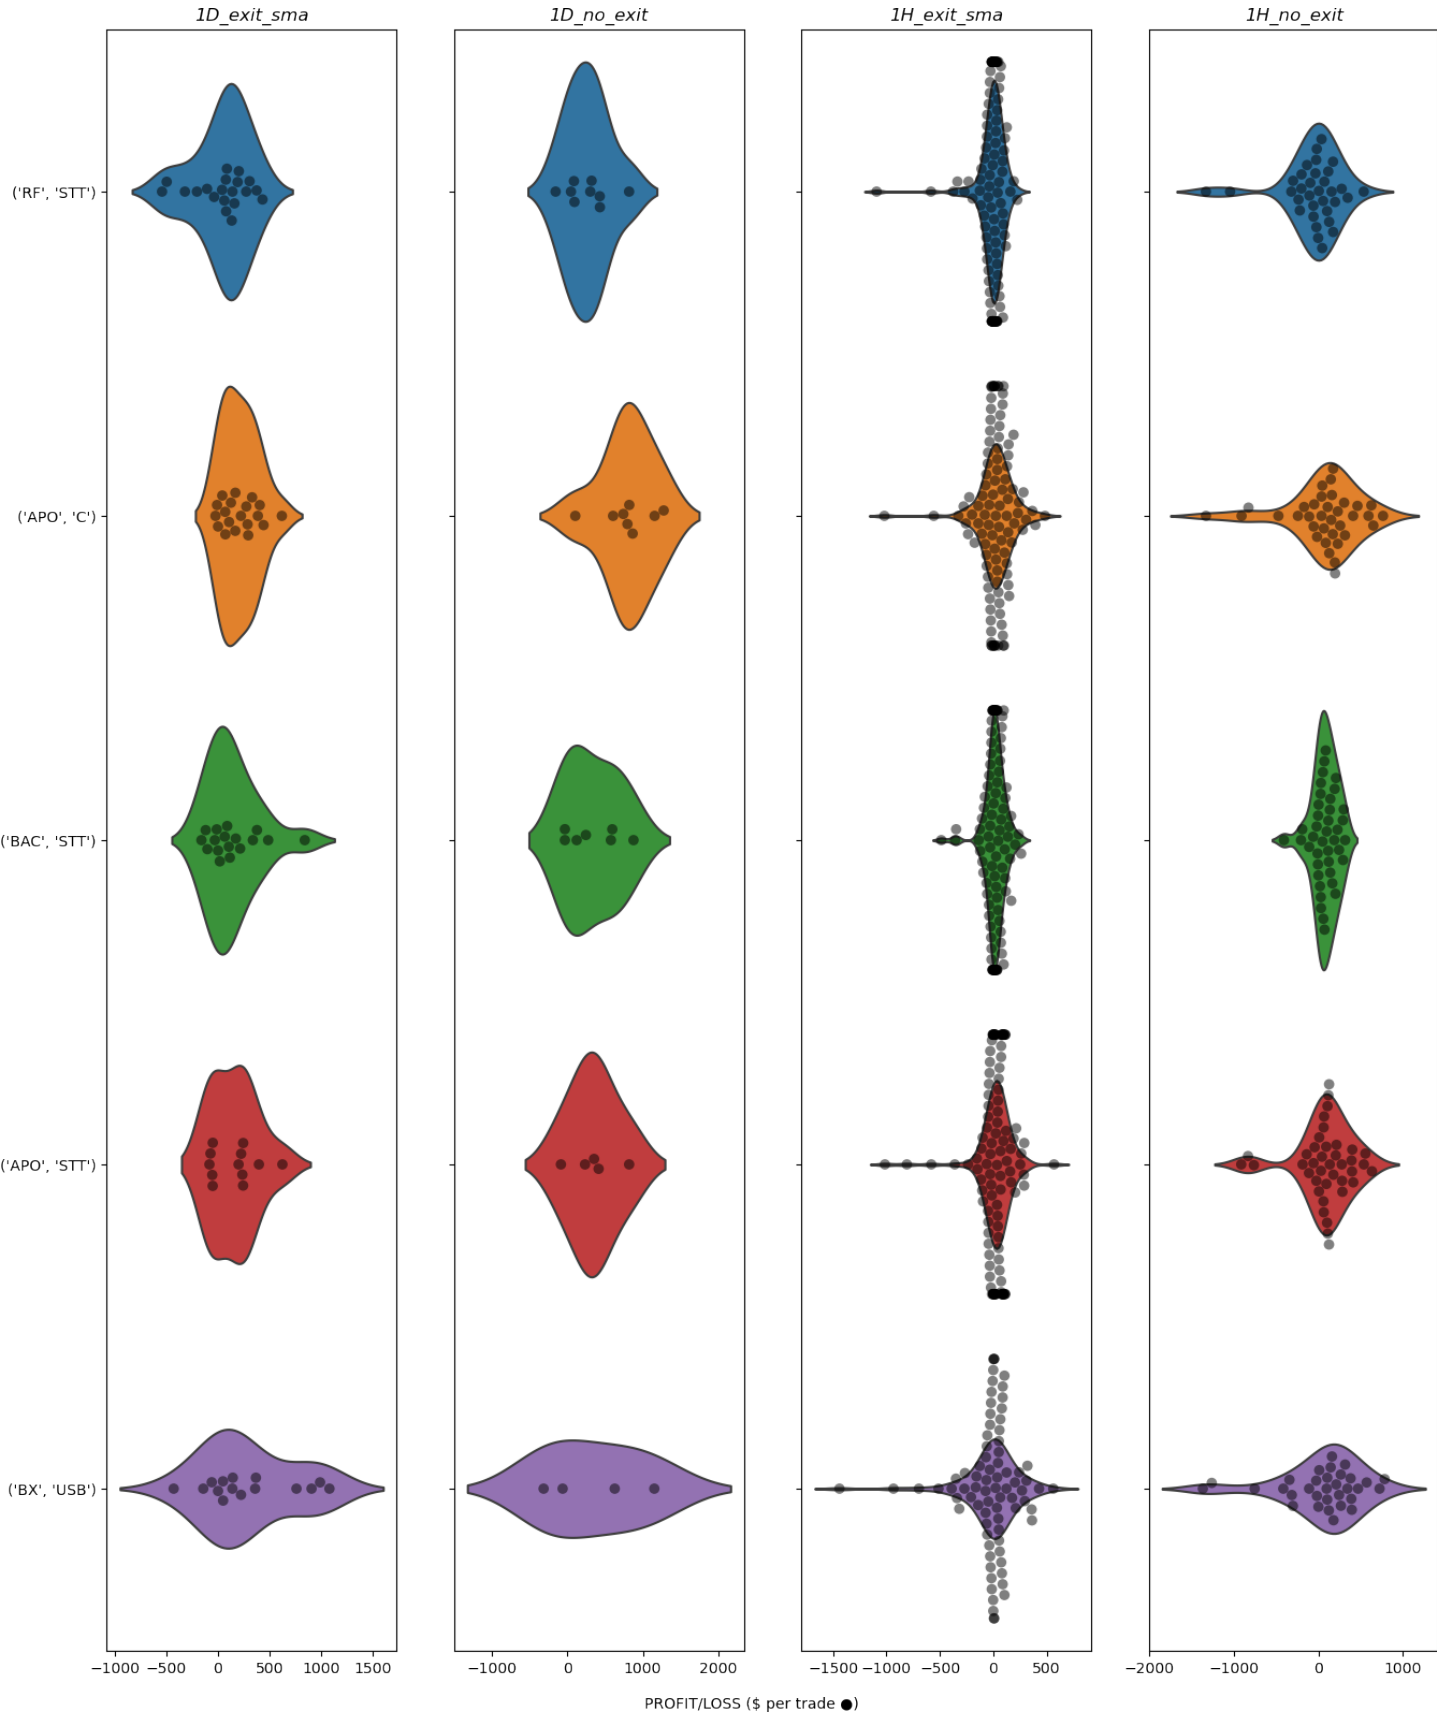 1D_exit_sma 1D_no_exit 1H_exit_sma 1H_no_exit
('RF', 'STT')
('APO', 'C')
('BAC', 'STT')
('APO', 'STT')
('BX', 'USB')
−1000 −500 0 500 1000 1500 −1000 0 1000 2000 −1500 −1000 −500 0 500 −2000 −1000 0 1000
PROFIT/LOSS ($ per trade ●)